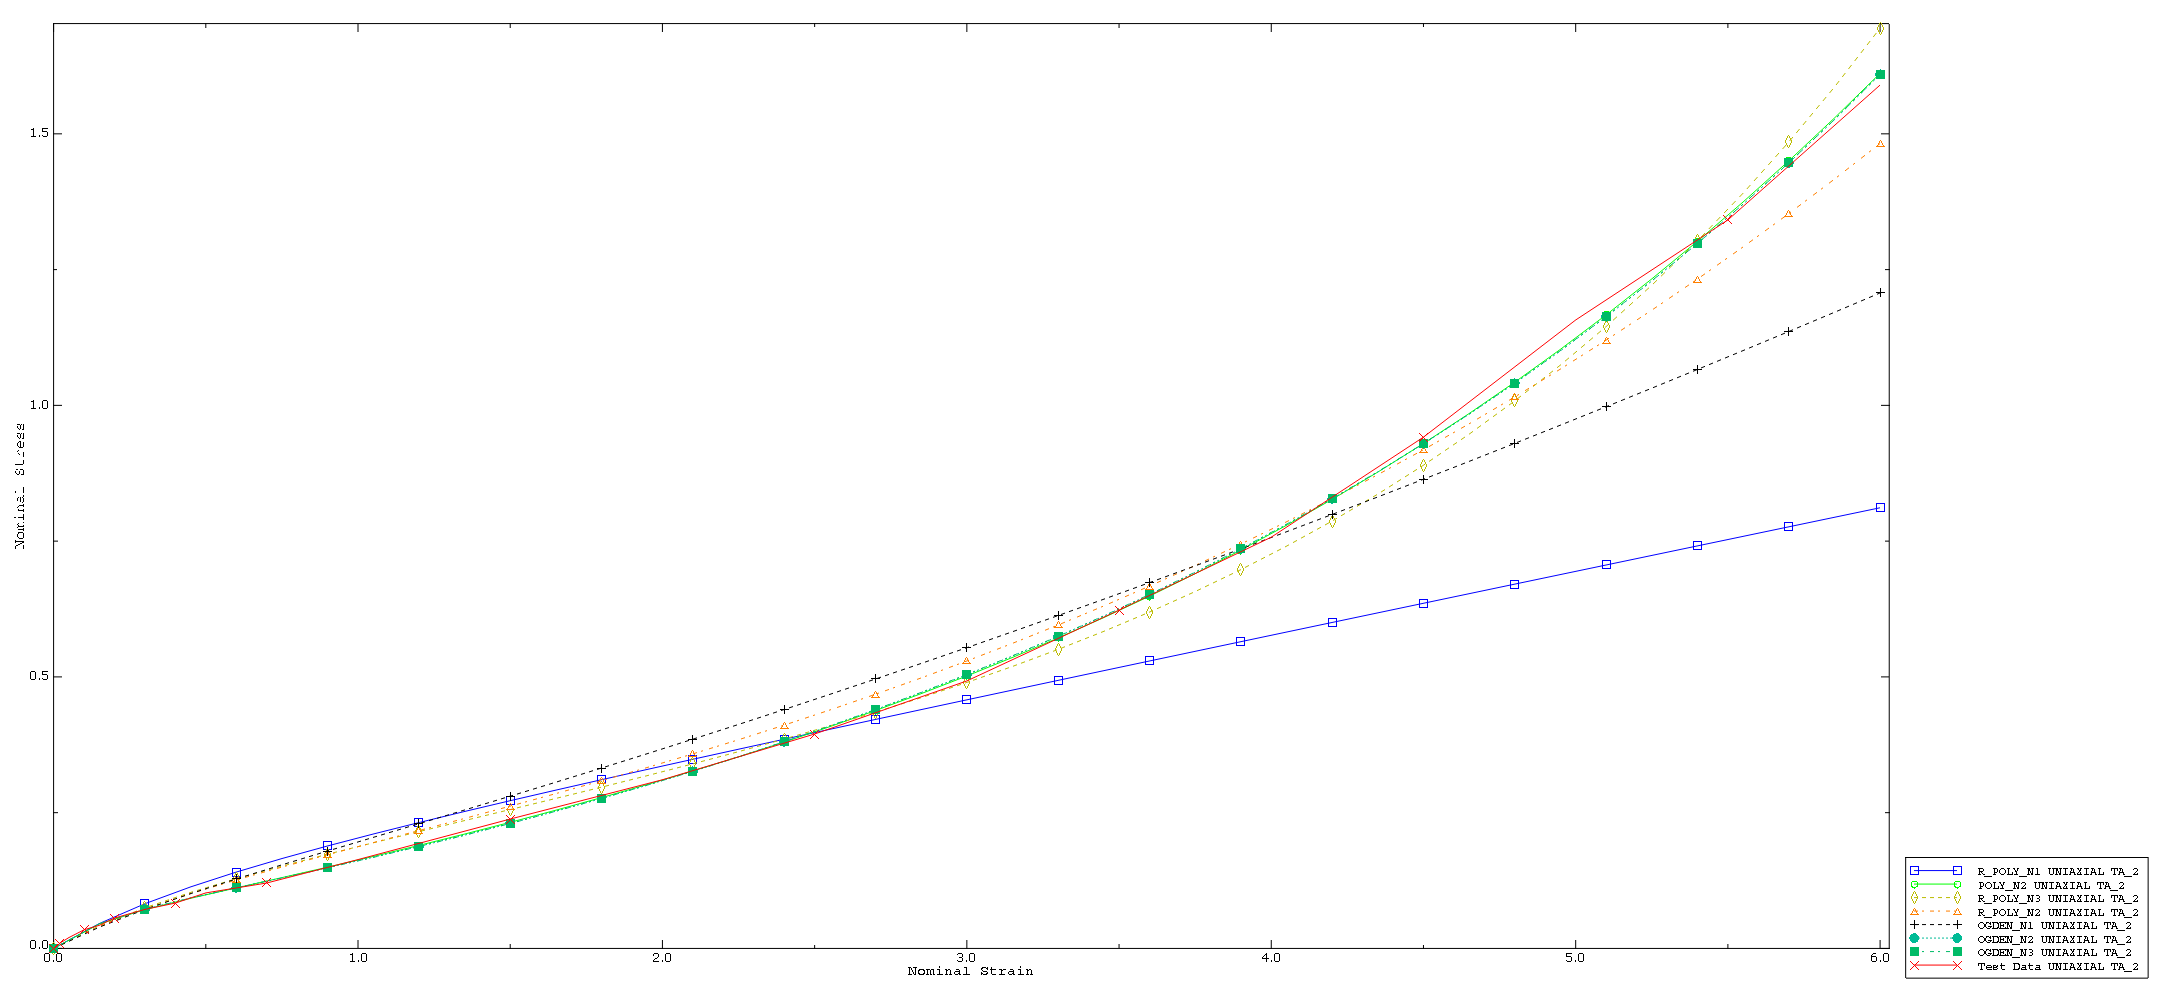 1.5
1.0
0.5
0.0
Nominal Stress
0.0 1.0 2.0 3.0 4.0 5.0 6.0
Nominal Strain
R_POLY_N1 UNIAXIAL TA_2
POLY_N2 UNIAXIAL TA_2
R_POLY_N3 UNIAXIAL TA_2
R_POLY_N2 UNIAXIAL TA_2
OGDEN_N1 UNIAXIAL TA_2
OGDEN_N2 UNIAXIAL TA_2
OGDEN_N3 UNIAXIAL TA_2
Test Data UNIAXIAL TA_2